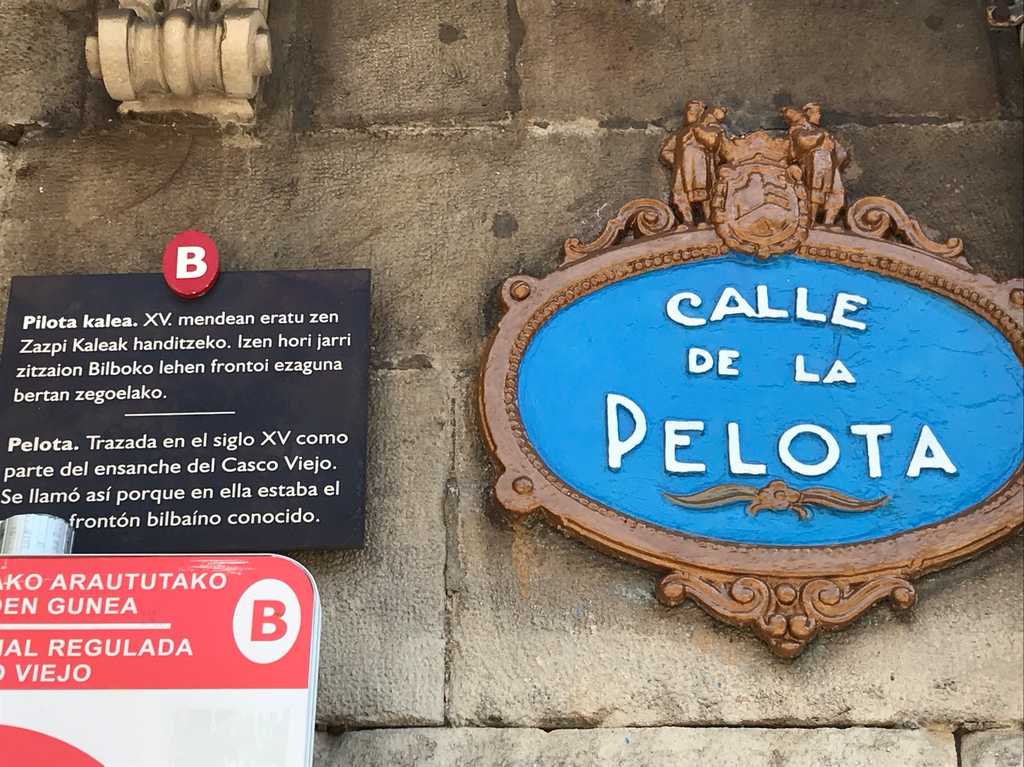 B
Pilota kalea. XV. mendean eratu zen
Zazpi Kaleak handitzeko. Izen hori jarri
zitzaion Bilboko lehen frontoi ezaguna
bertan zegoelako.
Pelota. Trazada en el siglo XV como
parte del ensanche del Casco Viejo.
Se llamó así porque en ella estaba el
frontón bilbaíno conocido.
CALLE
DE LA
PELOTA
AKO ARAUTUTAKO
DEN GUNEA
NAL REGULADA
O VIEJO
B